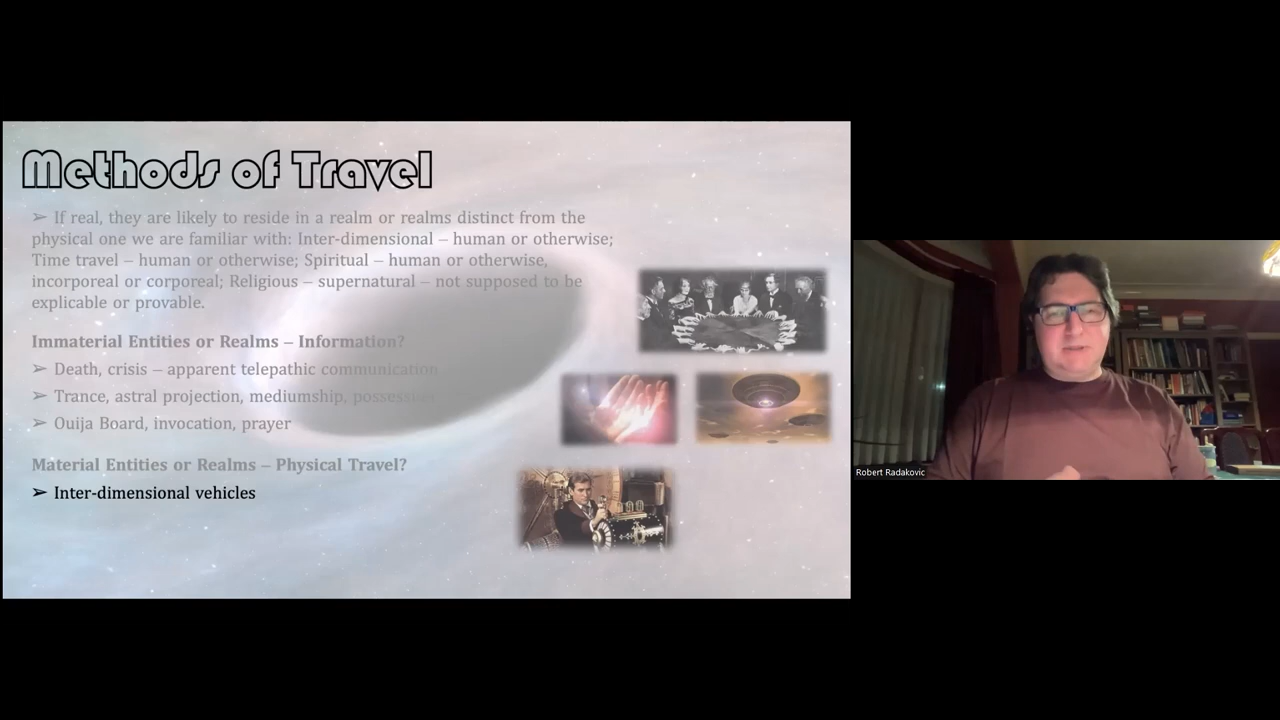 Methods of Travel
➢ If real, they are likely to reside in a realm or realms distinct from the
physical one we are familiar with: Inter-dimensional – human or otherwise;
Time travel – human or otherwise; Spiritual – human or otherwise,
incorporeal or corporeal; Religious – supernatural – not supposed to be
explicable or provable.
Immaterial Entities or Realms – Information?
➢ Death, crisis – apparent telepathic communication
➢ Trance, astral projection, mediumship, possession
➢ Ouija Board, invocation, prayer
Material Entities or Realms – Physical Travel?
➢ Inter-dimensional vehicles
Robert Radakovic